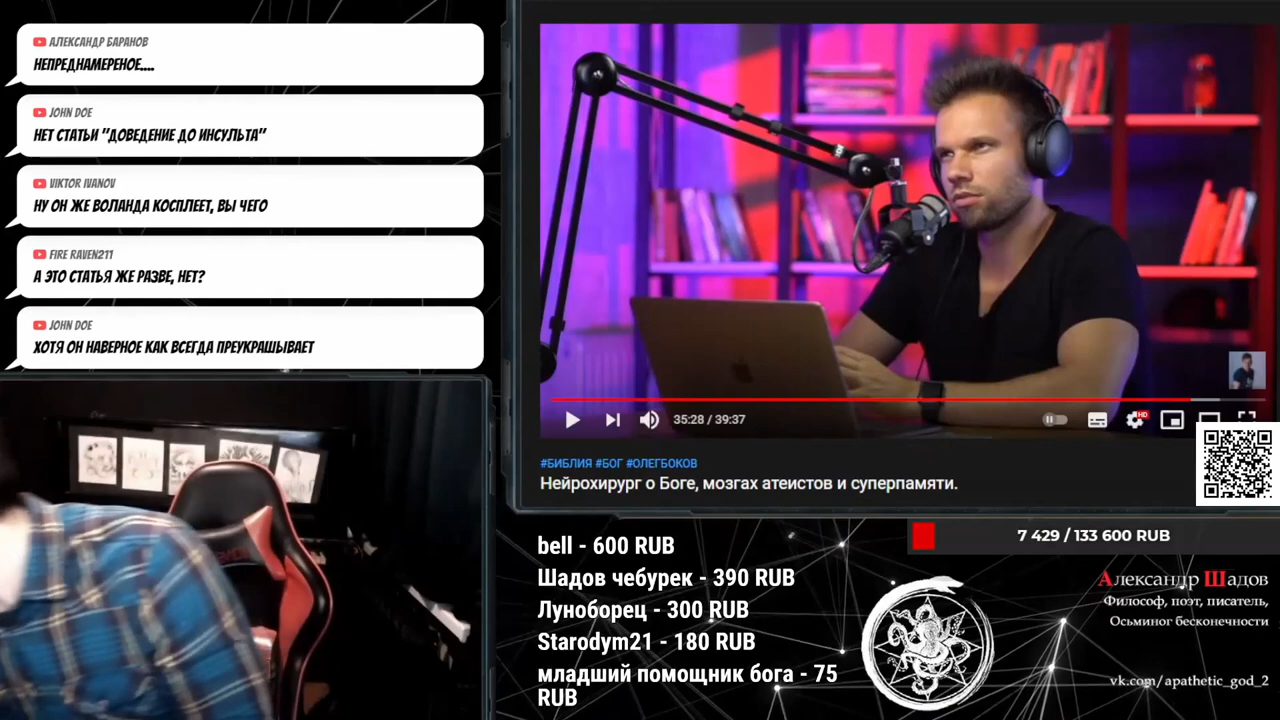 АЛЕКСАНДР БАРАНОВ
НЕПРЕДНАМЕРЕНОЕ....
JOHN DOE
НЕТ СТАТЬИ "ДОВЕДЕНИЕ ДО ИНСУЛЬТА"
VIKTOR IVANOV
НУ ОН ЖЕ ВОЛАНДА КОСПЛЕЕТ, ВЫ ЧЕГО
FIRE RAVEN211
А ЭТО СТАТЬЯ ЖЕ РАЗВЕ, НЕТ?
JOHN DOE
ХОТЯ ОН НАВЕРНОЕ КАК ВСЕГДА ПРЕУКРАШЫВАЕТ
35:28 / 39:37
HD
#БИБЛИЯ #БОГ #ОЛЕГБОКОВ
Нейрохирург о Боге, мозгах атеистов и суперпамяти.
bell - 600 RUB
Шадов чебурек - 390 RUB
Луноборец - 300 RUB
Starodym21 - 180 RUB
младший помощник бога - 75
RUB
7 429 / 133 600 RUB
Александр Шадов
Философ, поэт, писатель,
Осьминог бесконечности
vk.com/apathetic_god_2